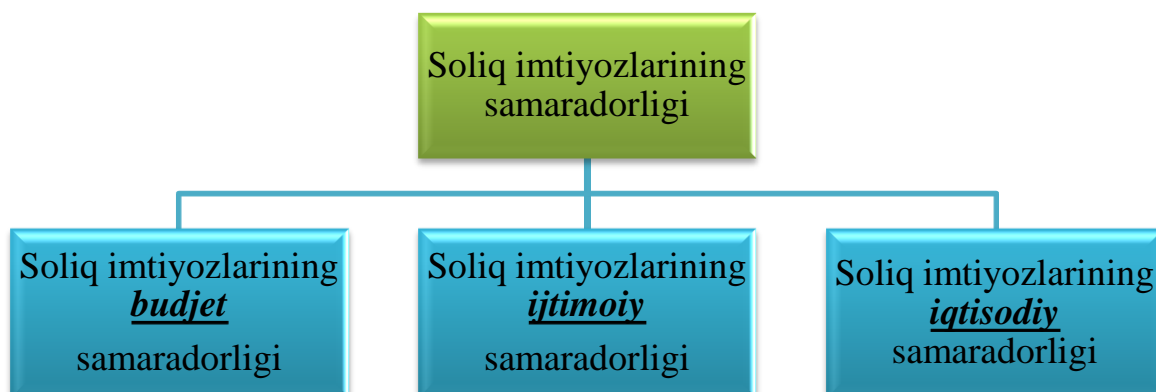 Soliq imtiyozlarining
samaradorligi
Soliq imtiyozlarining
budjet
samaradorligi
Soliq imtiyozlarining
ijtimoiy
samaradorligi
Soliq imtiyozlarining
iqtisodiy
samaradorligi